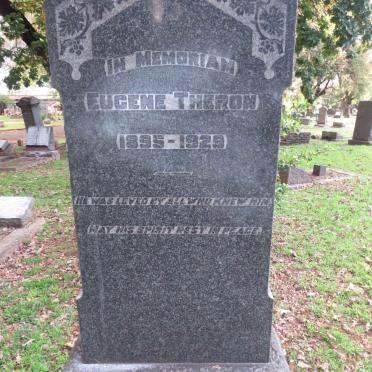 IN MEMORIAM
EUGENE THERON
1895-1929
HE WAS LOVED BY ALL WHO KNEW HIM.
MAY HIS SPIRIT REST IN PEACE.